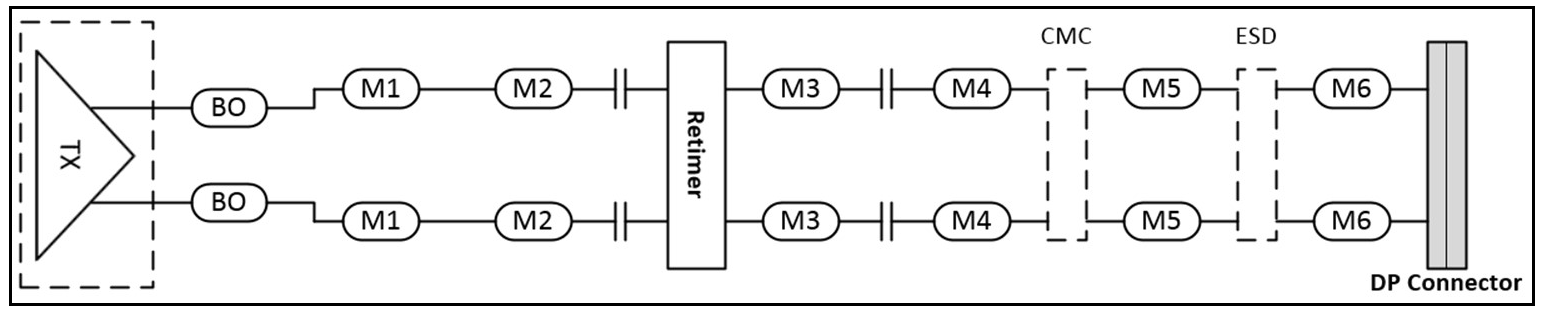 CMC ESD
BO M1 M2 M3 M4 M5 M6
TX
Retimer
BO M1 M2 M3 M4 M5 M6
DP Connector